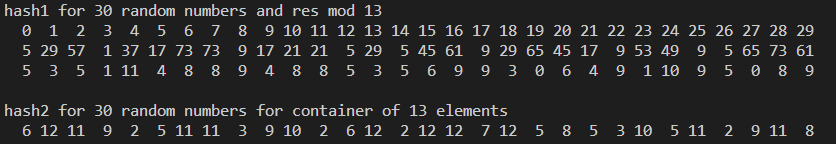 hash1 for 30 random numbers and res mod 13
0 1 2 3 4 5 6 7 8 9 10 11 12 13 14 15 16 17 18 19 20 21 22 23 24 25 26 27 28 29
5 29 57 1 37 17 73 73 9 17 21 21 5 29 5 45 61 9 29 65 45 17 9 53 49 9 5 65 73 61
5 3 5 1 11 4 8 8 9 4 8 8 5 3 5 6 9 9 3 0 6 4 9 1 10 9 5 0 8 9
hash2 for 30 random numbers for container of 13 elements
6 12 11 9 2 5 11 11 3 9 10 2 6 12 2 12 12 7 12 5 8 5 3 10 5 11 2 9 11 8